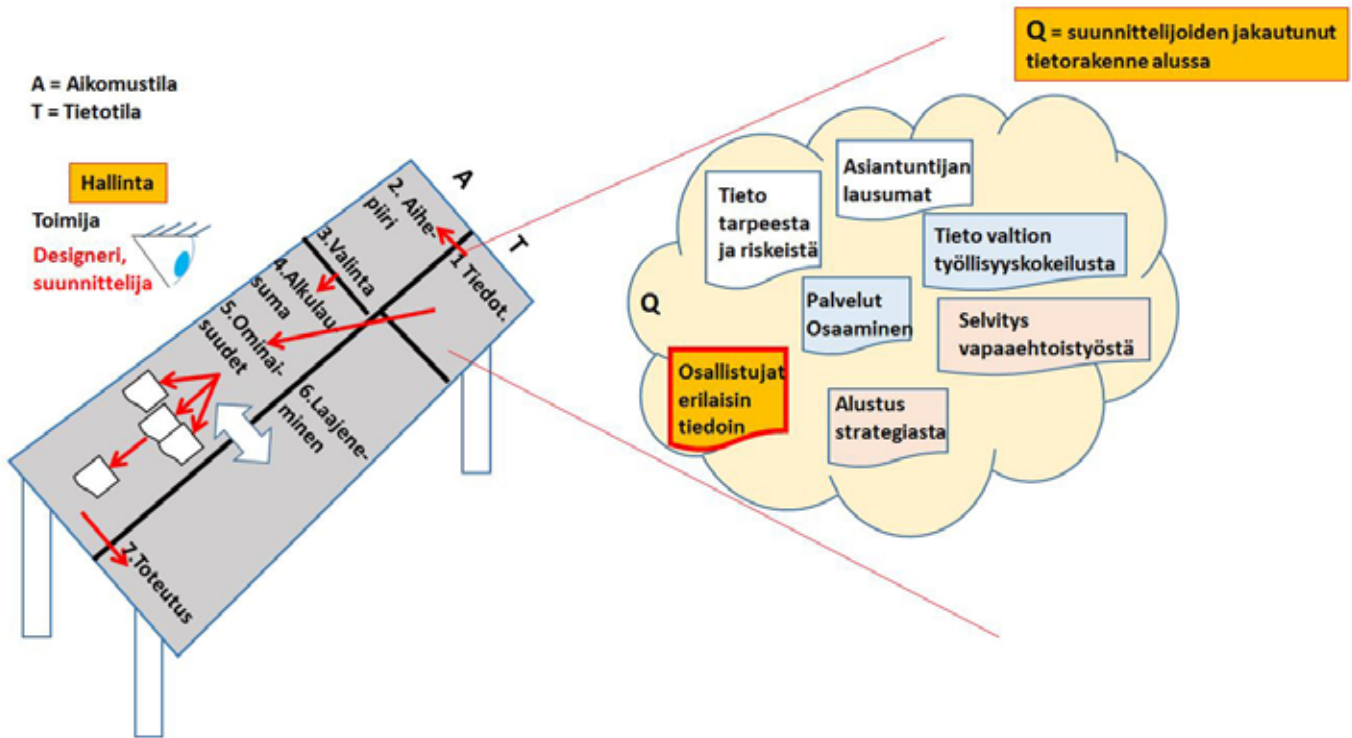 A = Aikomustila
T = Tietotila
Hallinta
Toimija
Designeri,
suunnittelija
A
T
1 Tiedot.
2. Aihe-
piiri
3.Valinta
4.Alkulau
suma
5.Ominai-
suudet
6.Laajene-
minen
7.Toteutus
Q = suunnittelijoiden jakautunut
tietorakenne alussa
Q
Tieto
tarpeesta
ja riskeistä
Asiantuntijan
lausumat
Tieto valtion
työllisyyskokeilusta
Palvelut
Osaaminen
Selvitys
vapaaehtoistyöstä
Osallistujat
erilaisin
tiedoin
Alustus
strategiasta